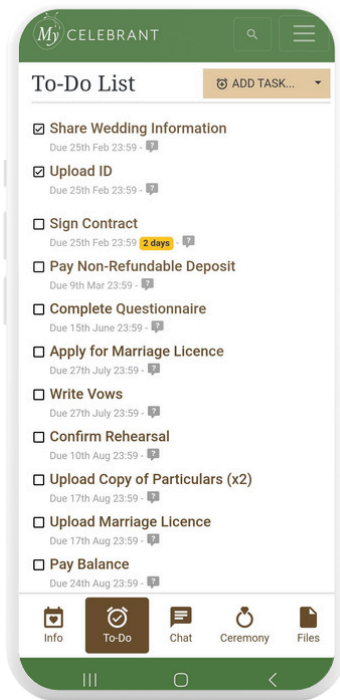 My CELEBRANT
To-Do List
ADD TASK...
Share Wedding Information
Due 25th Feb 23:59 - ?
Upload ID
Due 25th Feb 23:59 - ?
Sign Contract
Due 25th Feb 23:59 2 days - ?
Pay Non-Refundable Deposit
Due 9th Mar 23:59 - ?
Complete Questionnaire
Due 15th June 23:59 - ?
Apply for Marriage Licence
Due 27th July 23:59 - ?
Write Vows
Due 27th July 23:59 - ?
Confirm Rehearsal
Due 10th Aug 23:59 - ?
Upload Copy of Particulars (x2)
Due 17th Aug 23:59 - ?
Upload Marriage Licence
Due 17th Aug 23:59 - ?
Pay Balance
Due 24th Aug 23:59 - ?
Info To-Do Chat Ceremony Files